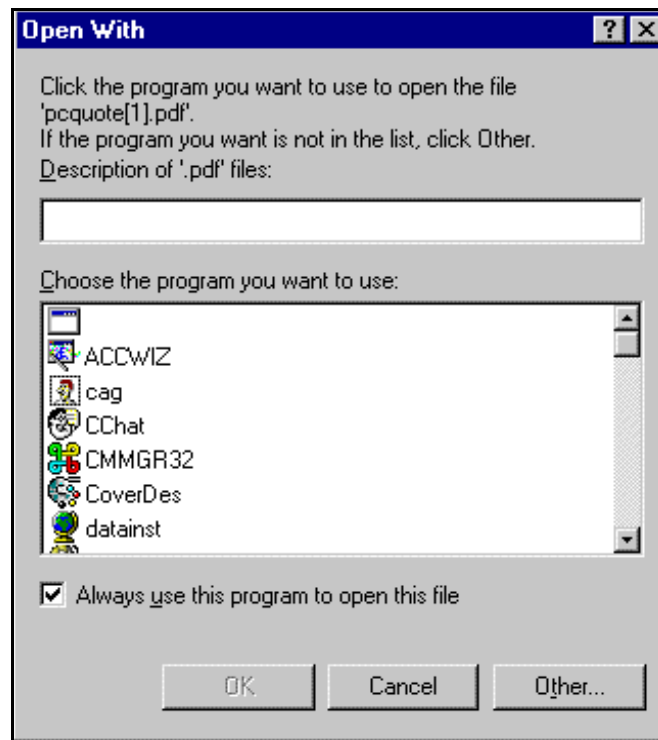 Open With
Click the program you want to use to open the file
'pcquote[1].pdf'.
If the program you want is not in the list, click Other.
Description of '.pdf' files:
Choose the program you want to use:
ACCWIZ
cag
CChat
CMMGR32
CoverDes
datainst
Always use this program to open this file
OK Cancel Other...